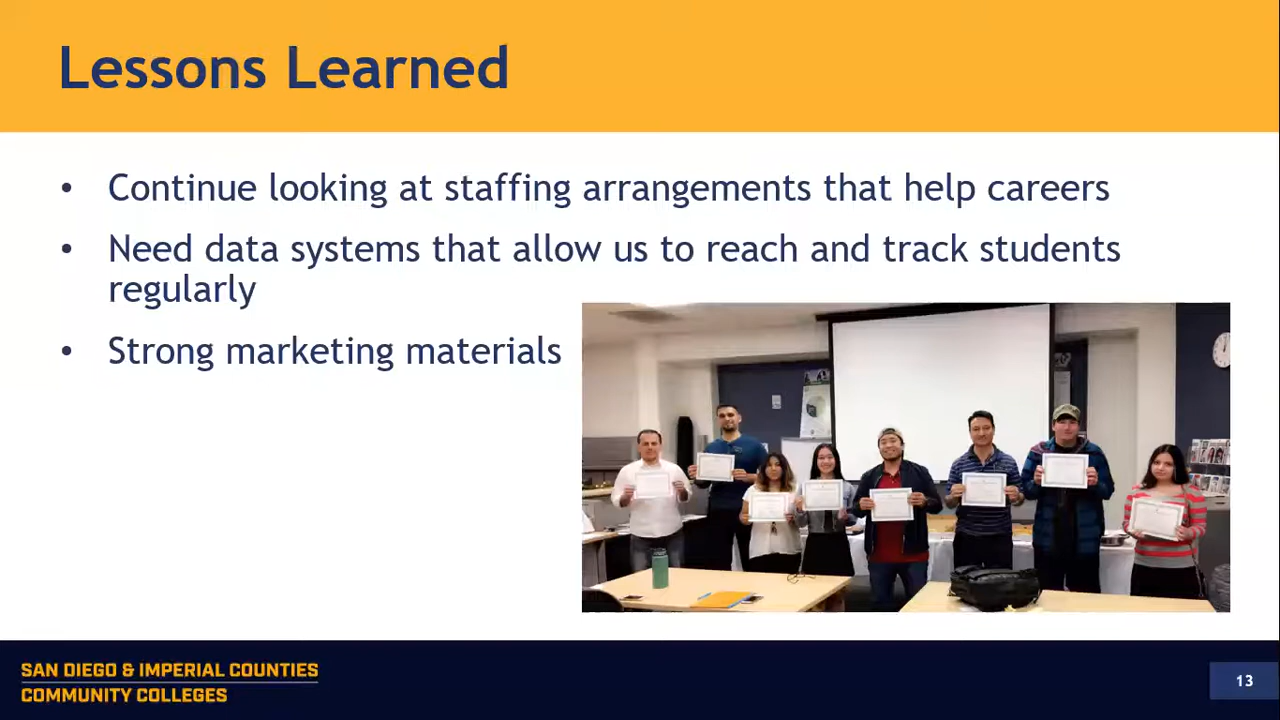 Lessons Learned
• Continue looking at staffing arrangements that help careers
• Need data systems that allow us to reach and track students
regularly
• Strong marketing materials
SAN DIEGO & IMPERIAL COUNTIES
COMMUNITY COLLEGES
13